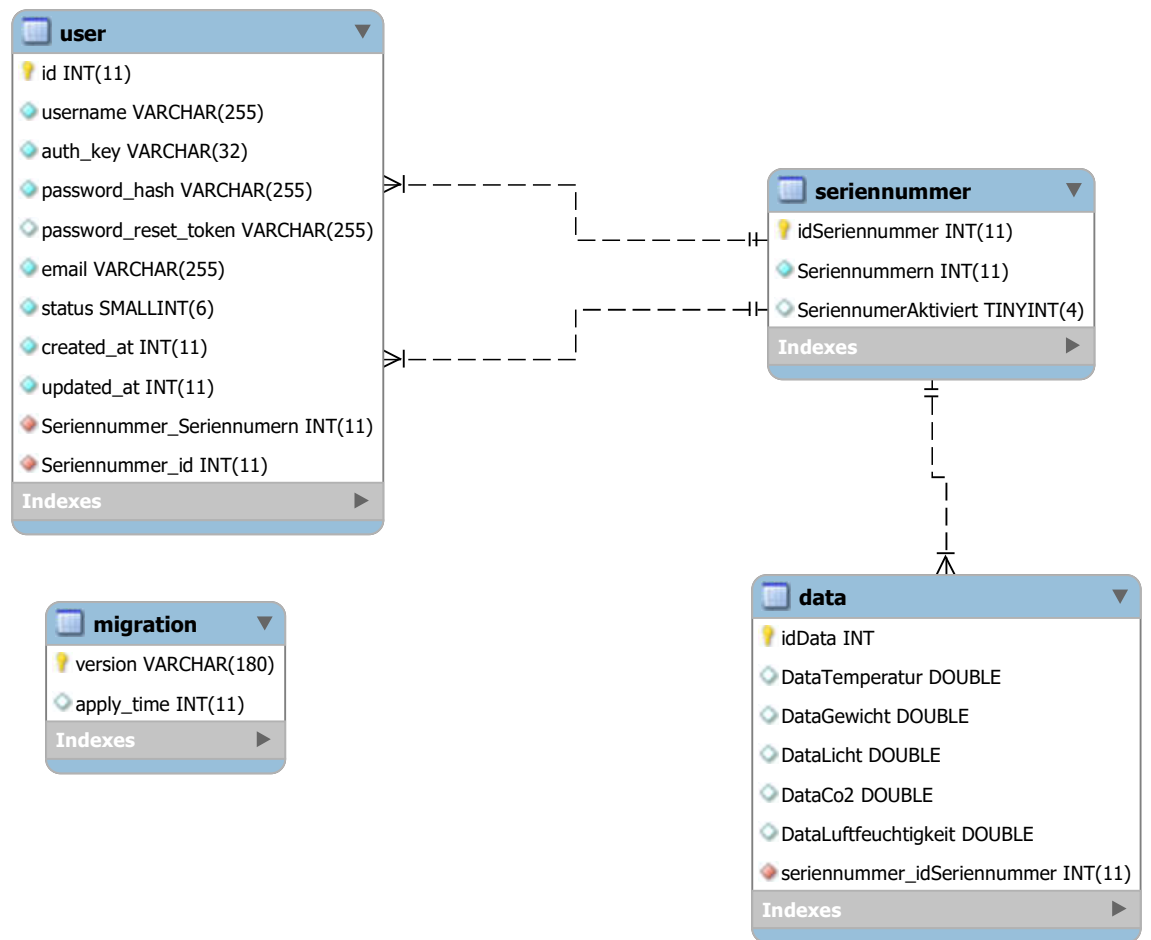 user
id INT(11)
username VARCHAR(255)
auth_key VARCHAR(32)
password_hash VARCHAR(255)
password_reset_token VARCHAR(255)
email VARCHAR(255)
status SMALLINT(6)
created_at INT(11)
updated_at INT(11)
Seriennummer_Seriennumern INT(11)
Seriennummer_id INT(11)
Indexes
seriennummer
idSeriennummer INT(11)
Seriennummern INT(11)
SeriennumerAktiviert TINYINT(4)
Indexes
migration
version VARCHAR(180)
apply_time INT(11)
Indexes
data
idData INT
DataTemperatur DOUBLE
DataGewicht DOUBLE
DataLicht DOUBLE
DataCo2 DOUBLE
DataLuftfeuchtigkeit DOUBLE
seriennummer_idSeriennummer INT(11)
Indexes